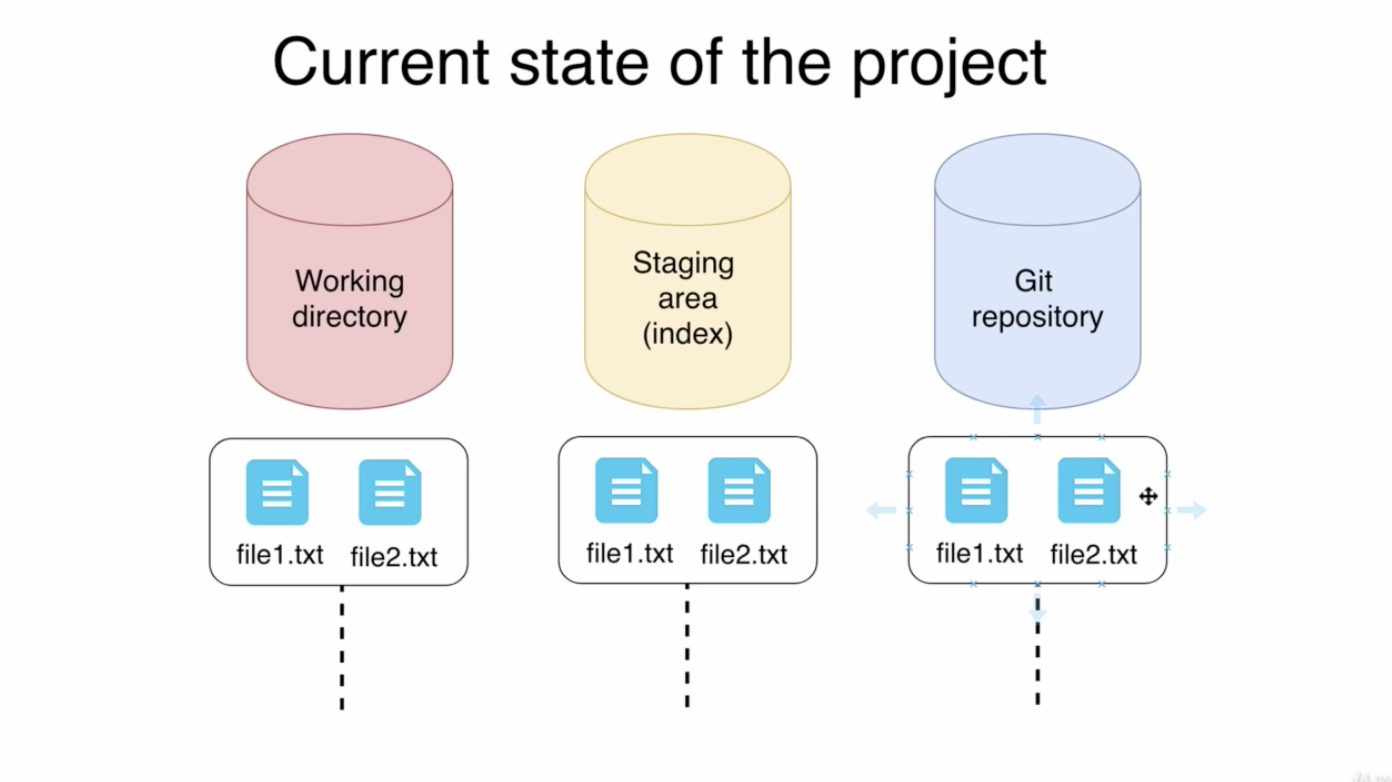 Current state of the project
Working
directory
Staging
area
(index)
Git
repository
file1.txt file2.txt
file1.txt file2.txt
file1.txt file2.txt